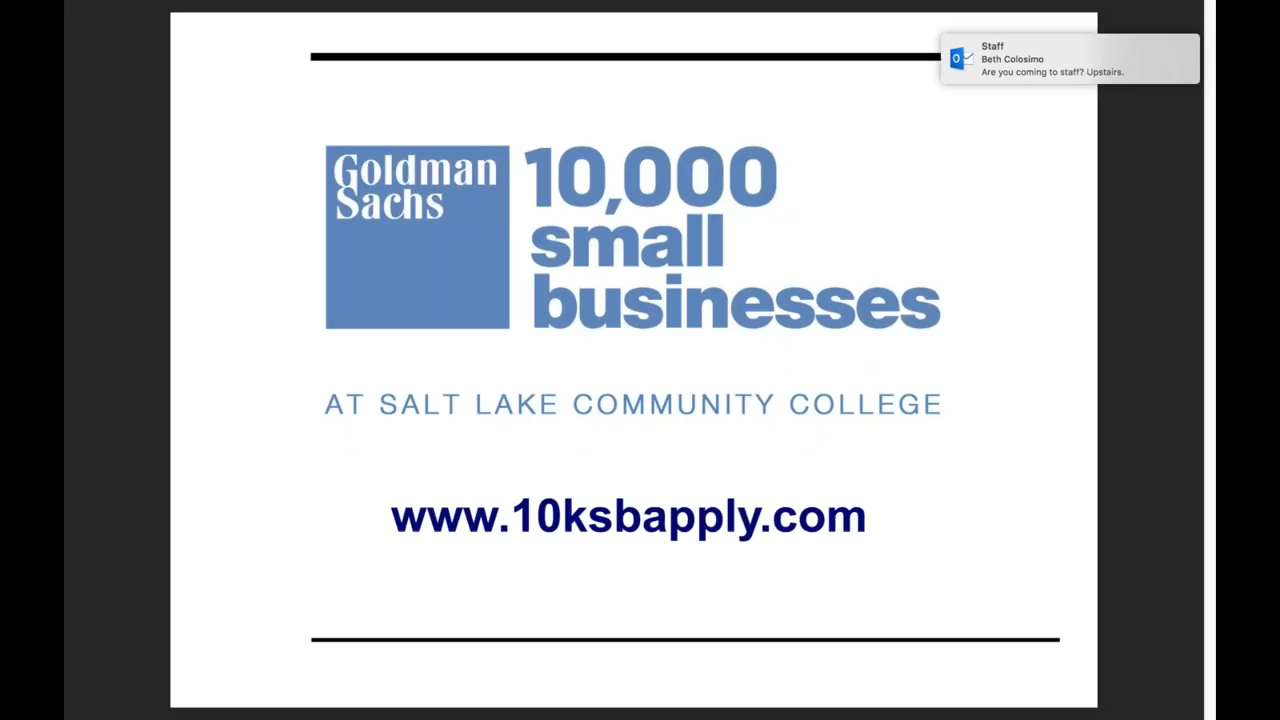 Staff
Beth Colosimo
Are you coming to staff? Upstairs.
Goldman
Sachs
10,000
small
businesses
AT SALT LAKE COMMUNITY COLLEGE
www.10ksbapply.com